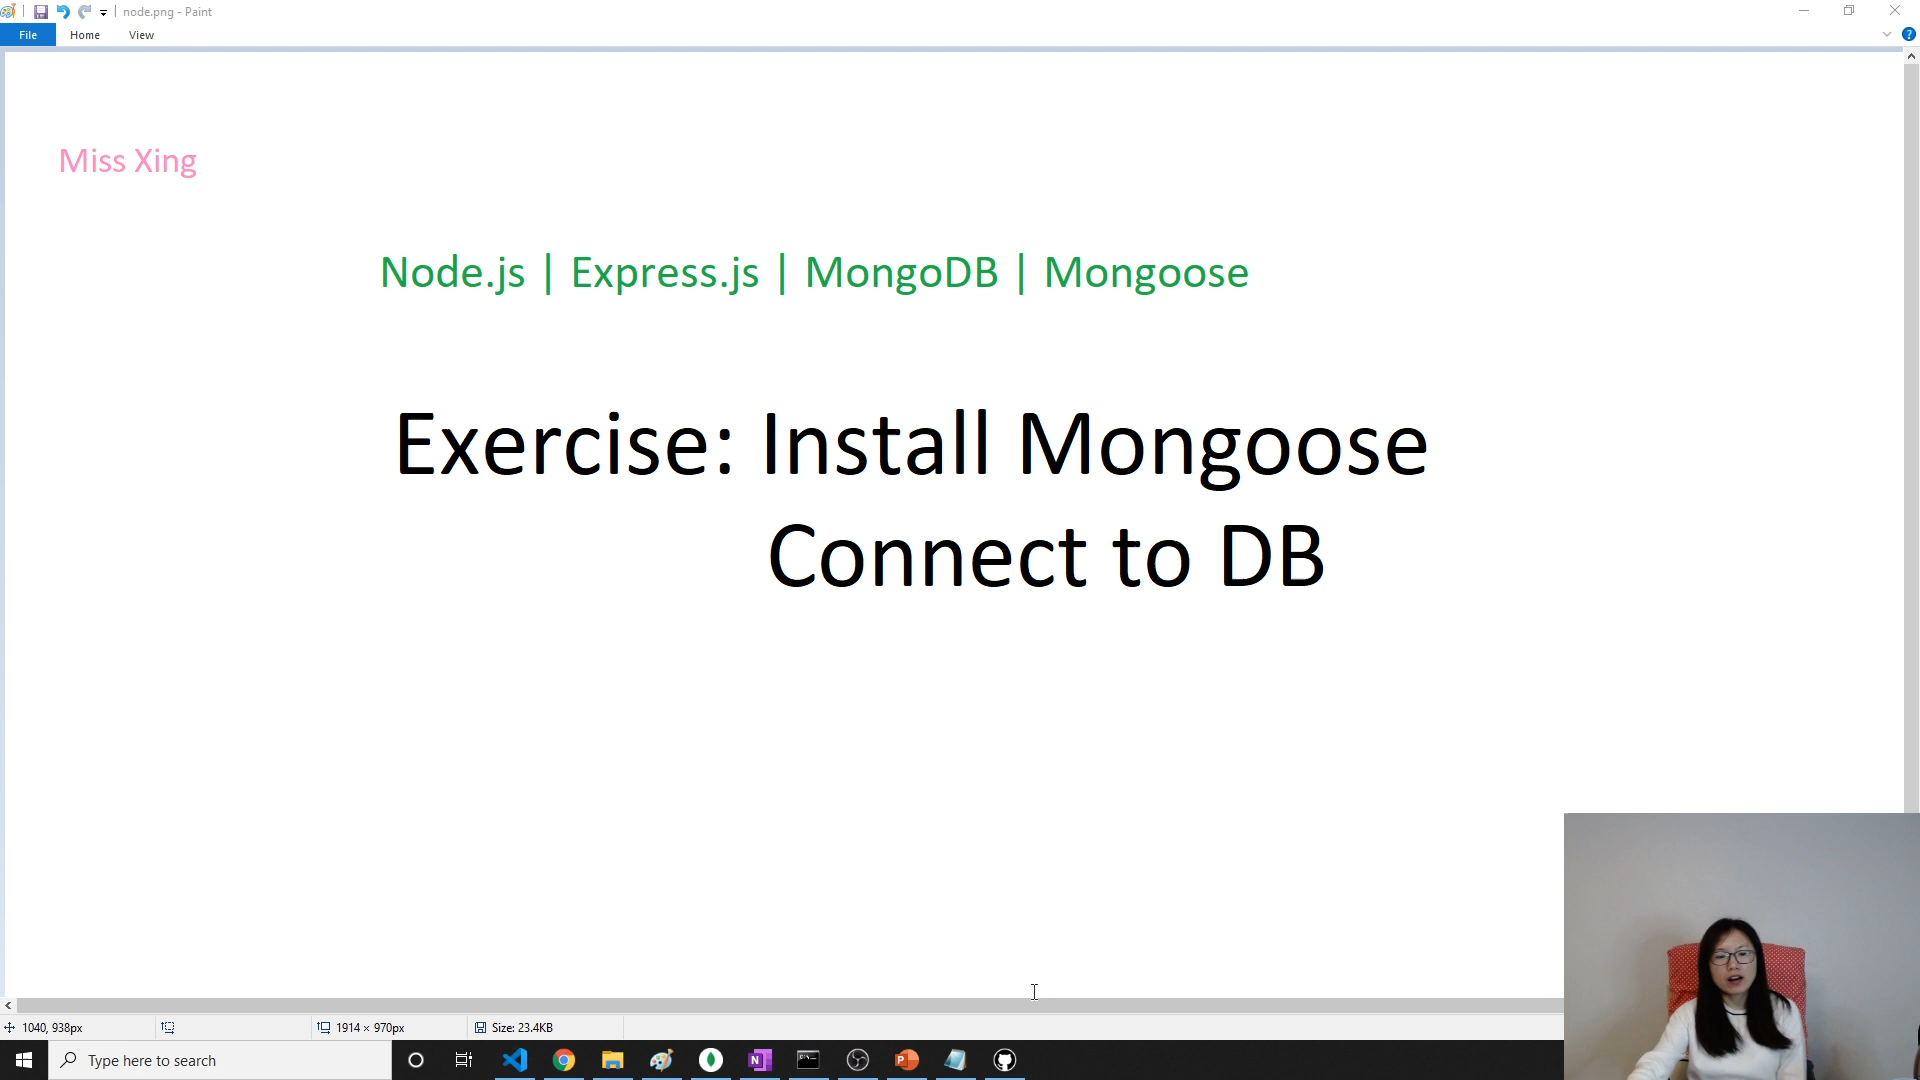 node.png - Paint
File Home View
Miss Xing
Node.js | Express.js | MongoDB | Mongoose
Exercise: Install Mongoose
Connect to DB
1040, 938px
1914 × 970px
Size: 23.4KB
Type here to search